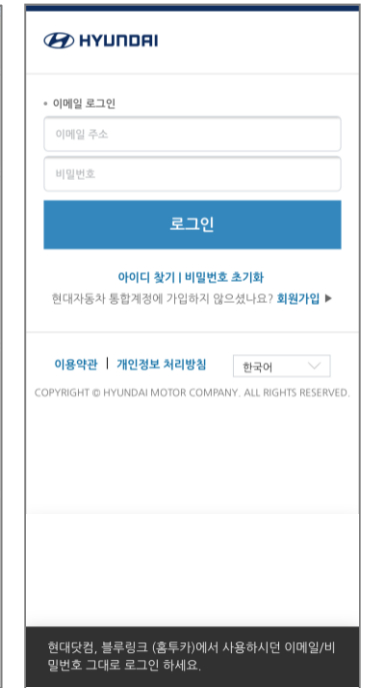 HYUNDAI
• 이메일 로그인
이메일 주소
비밀번호
로그인
아이디 찾기 | 비밀번호 초기화
현대자동차 통합계정에 가입하지 않으셨나요? 회원가입 ▶
이용약관 | 개인정보 처리방침 한국어
COPYRIGHT © HYUNDAI MOTOR COMPANY. ALL RIGHTS RESERVED.
현대닷컴, 블루링크 (홈투카)에서 사용하시던 이메일/비
밀번호 그대로 로그인 하세요.